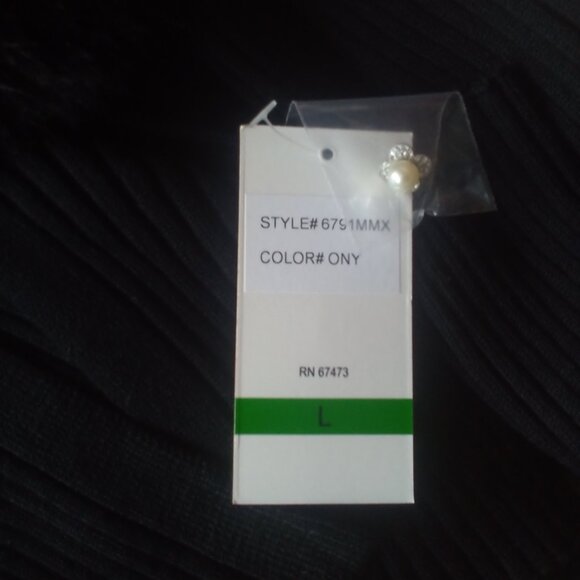 STYLE# 6791MMX
COLOR# ONY
RN 67473
L